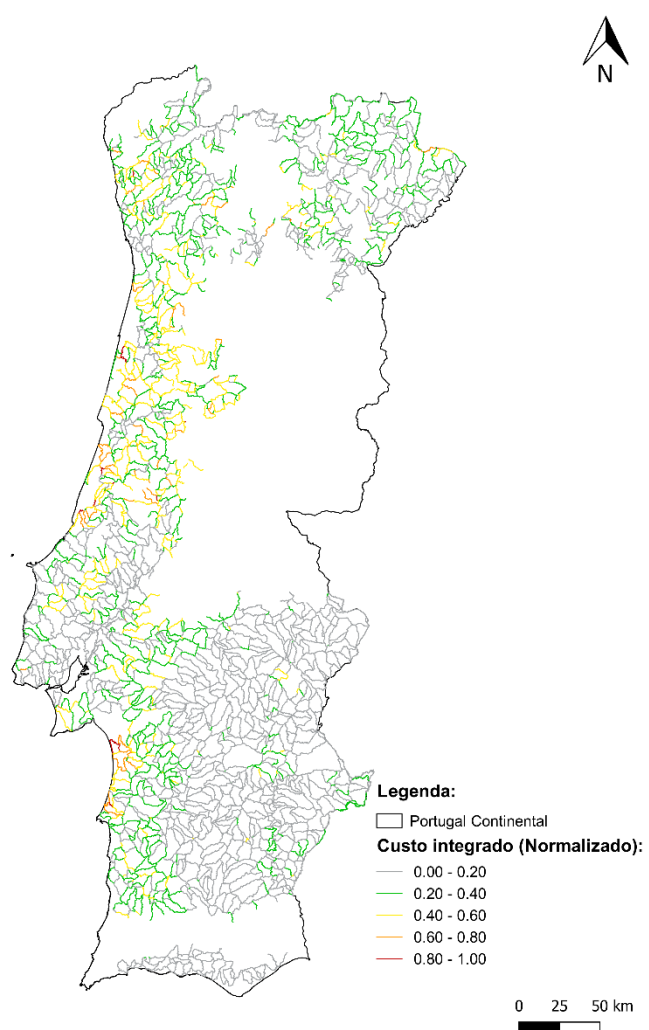 N
Legenda:
Portugal Continental
Custo integrado (Normalizado):
0.00 - 0.20
0.20 - 0.40
0.40 - 0.60
0.60 - 0.80
0.80 - 1.00
0 25 50 km